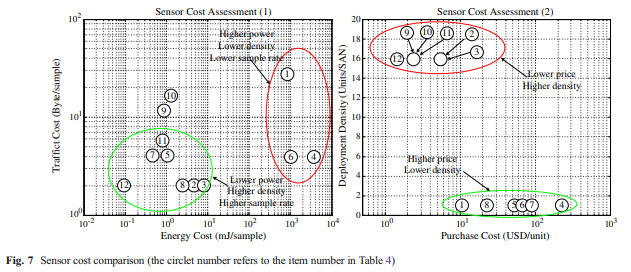 Sensor Cost Assessment (1)
Sensor Cost Assessment (2)
10^2
10^1
10^0
Traffict Cost (Byte/sample)
Higher power
Lower density
Lower sample rate
1
10
9
11
7
5
6
4
12
8
2
3
Lower power
Higher density
Higher sample rate
10^-2
10^-1
10^0
10^1
10^2
10^3
10^4
Energy Cost (mJ/sample)
20
18
16
14
12
10
8
6
4
2
0
Deployment Density (Units/SAN)
9
10
11
2
3
12
Lower price
Higher density
Higher price
Lower density
1
8
5
6
7
4
10^0
10^1
10^2
10^3
Purchase Cost (USD/unit)
Fig. 7 Sensor cost comparison (the circlet number refers to the item number in Table 4)